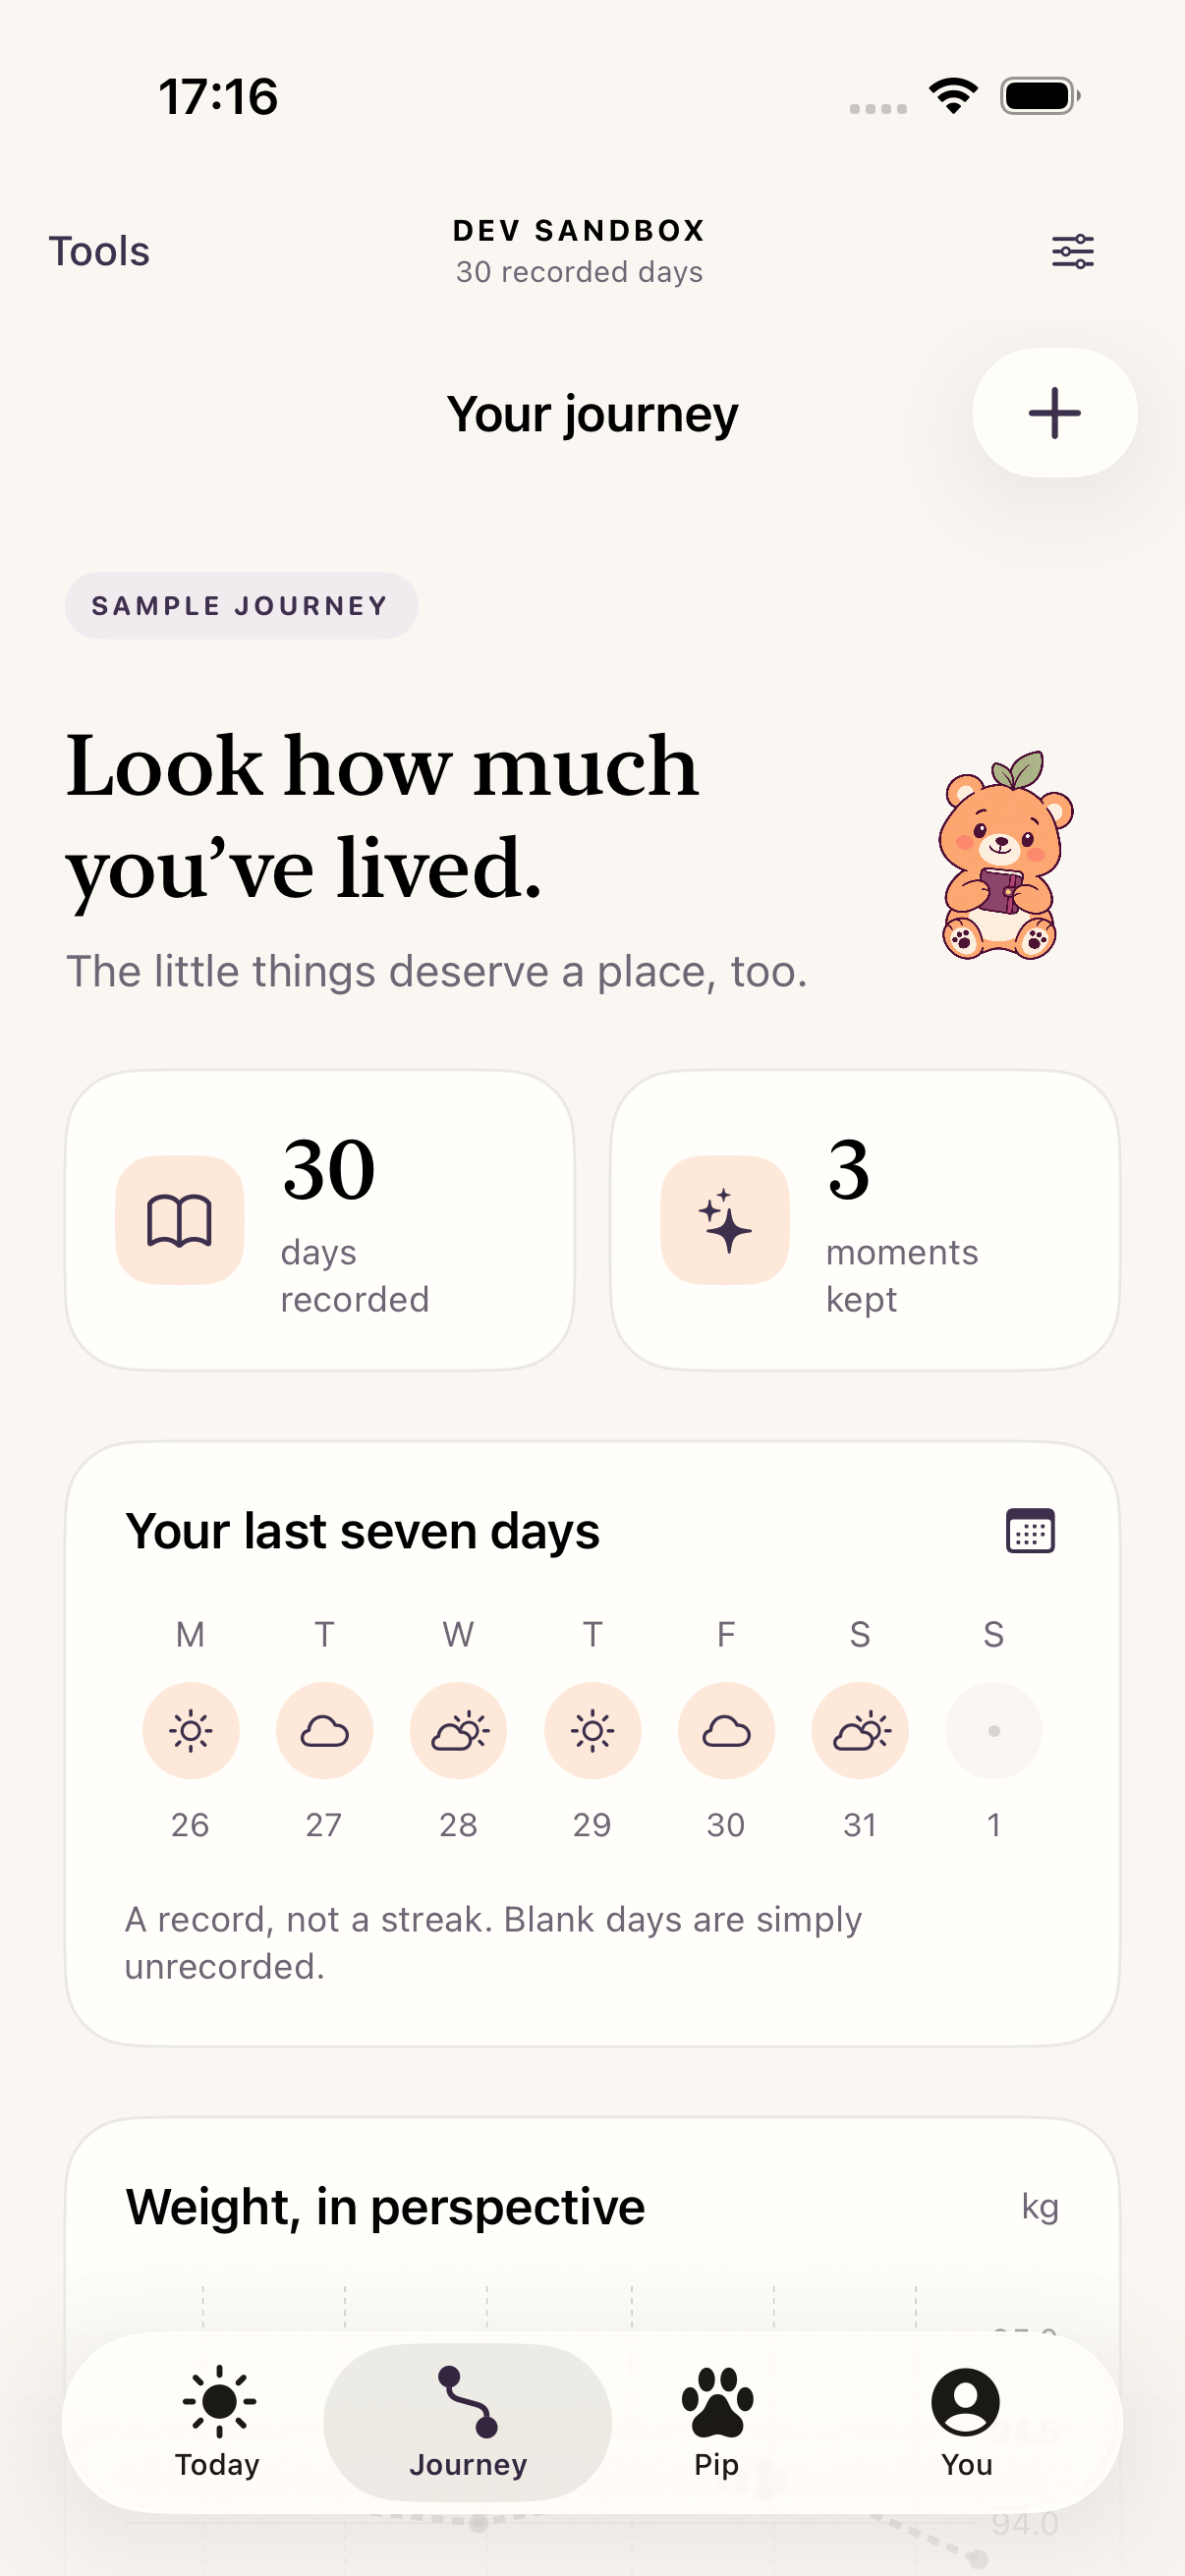 17:16
Tools
DEV SANDBOX
30 recorded days
Your journey
SAMPLE JOURNEY
Look how much
you’ve lived.
The little things deserve a place, too.
30
days
recorded
3
moments
kept
Your last seven days
M T W T F S S
26 27 28 29 30 31 1
A record, not a streak. Blank days are simply
unrecorded.
Weight, in perspective
kg
94.5
Today
Journey
Pip
You
94.0